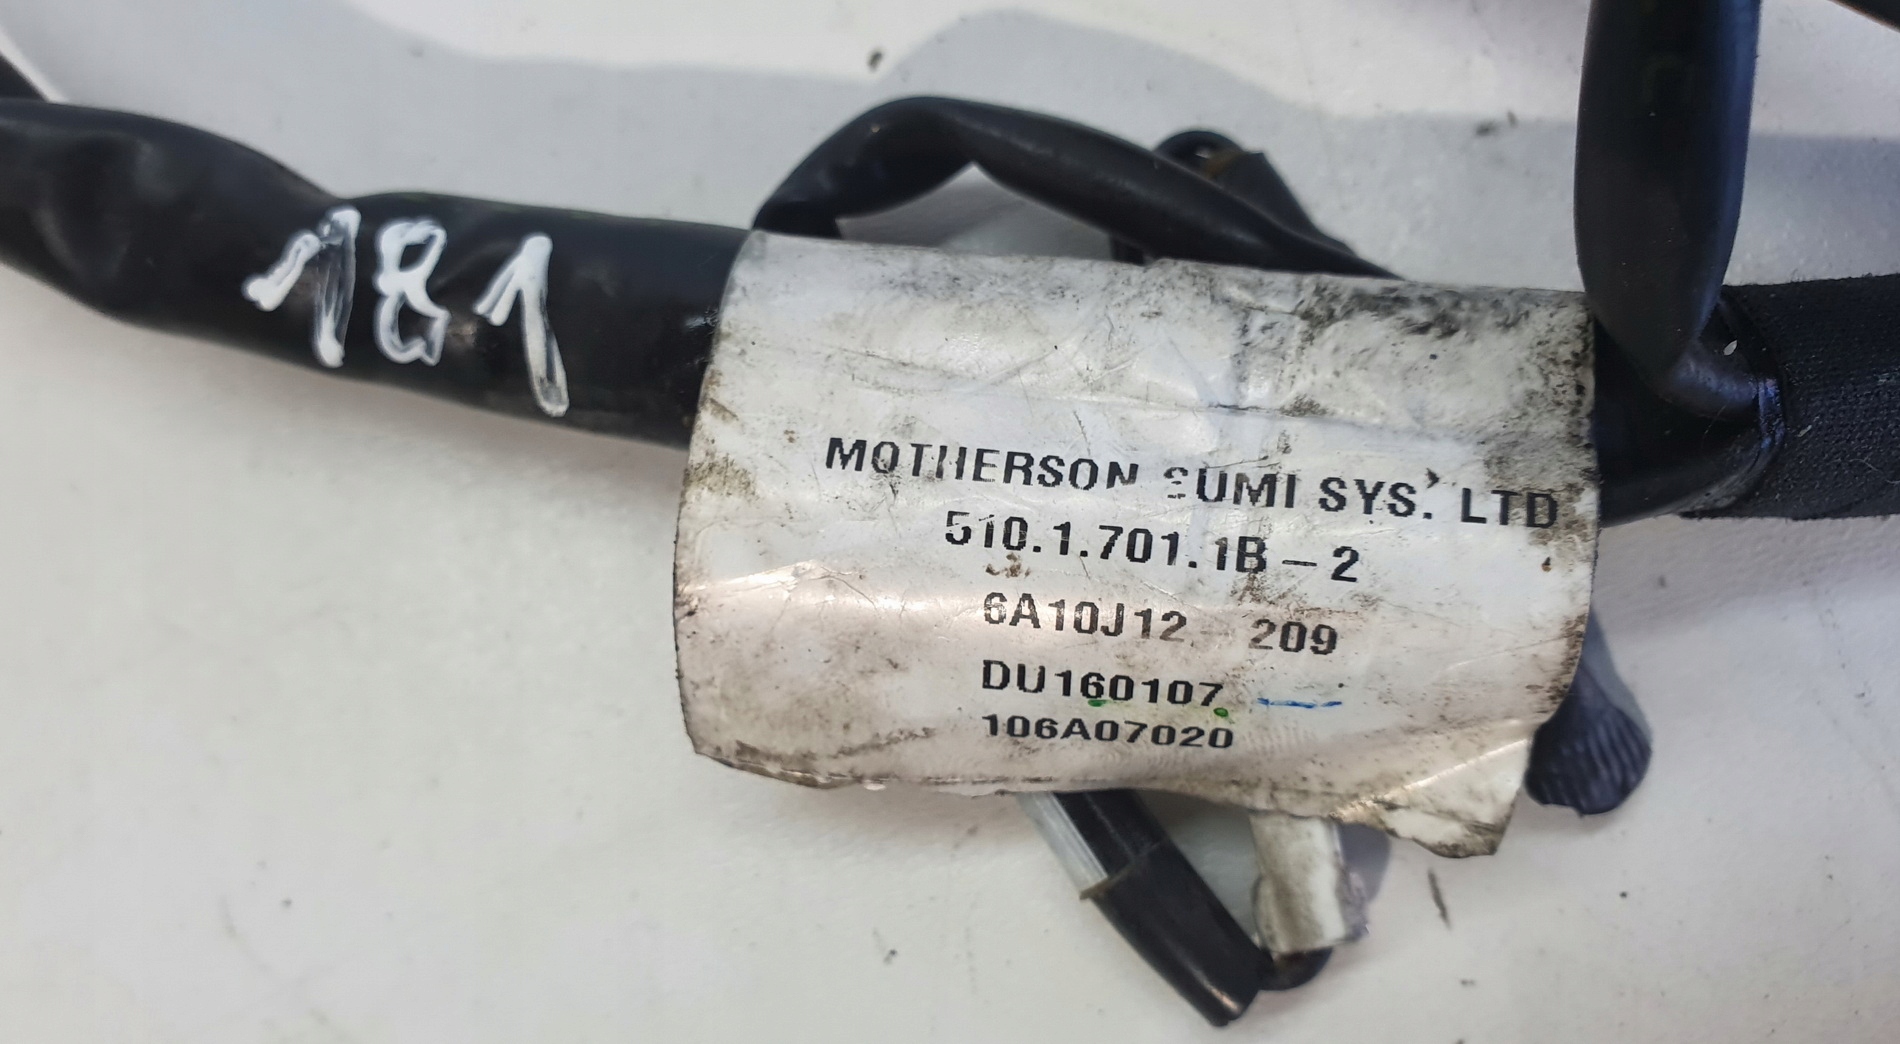 181
MOTHERSON SUMI SYS. LTD
510.1.701.1B-2
6A10J12 209
DU160107
106A07020